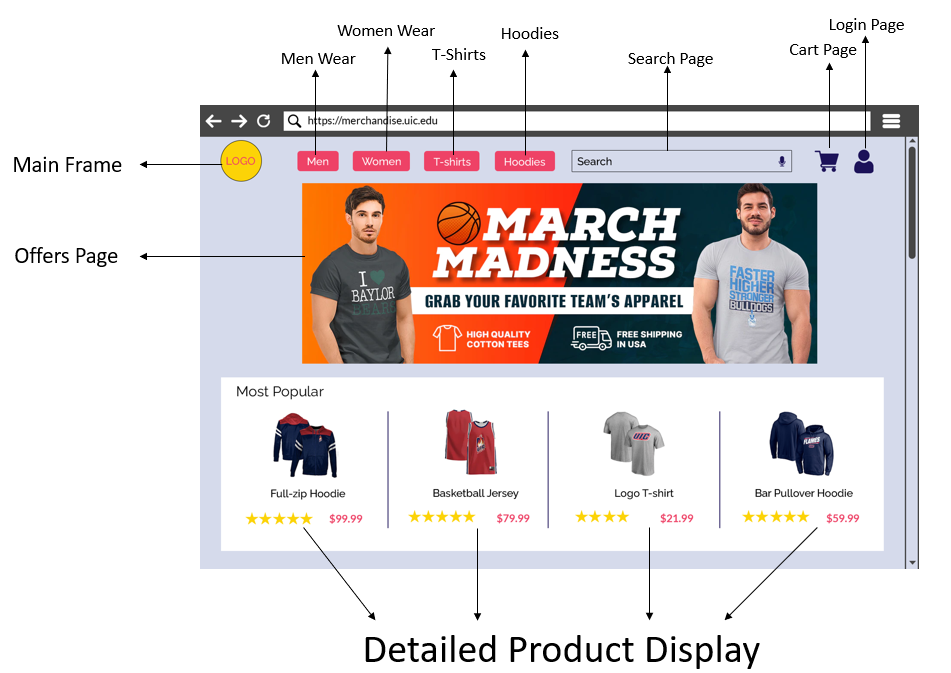 Login Page
Women Wear
Hoodies
Cart Page
Men Wear
T-Shirts
Search Page
https://merchandise.uic.edu
Main Frame
LOGO
Men
Women
T-shirts
Hoodies
Search
Offers Page
MARCH
MADNESS
GRAB YOUR FAVORITE TEAM'S APPAREL
HIGH QUALITY
COTTON TEES
FREE
FREE SHIPPING
IN USA
I
BAYLOR
BEARS
FASTER
HIGHER
STRONGER
BULLDOGS
Most Popular
UIC
FLAMES
Full-zip Hoodie
Basketball Jersey
Logo T-shirt
Bar Pullover Hoodie
$99.99
$79.99
$21.99
$59.99
Detailed Product Display